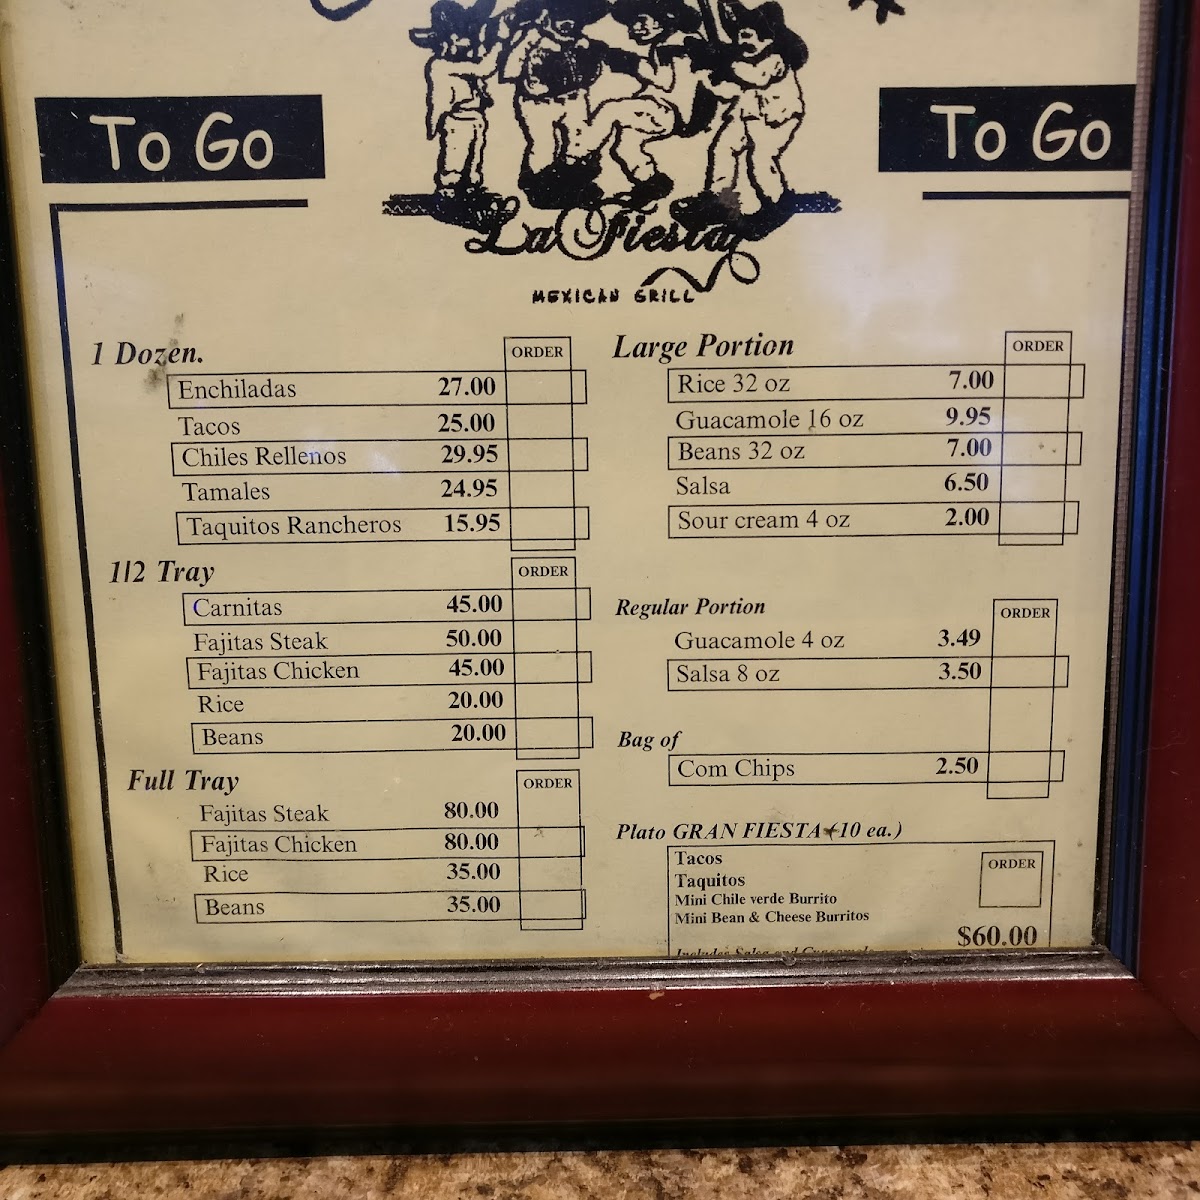 To Go
To Go
La Fiesta
MEXICAN GRILL
1 Dozen.
ORDER
Enchiladas 27.00
Tacos 25.00
Chiles Rellenos 29.95
Tamales 24.95
Taquitos Rancheros 15.95
1/2 Tray
ORDER
Carnitas 45.00
Fajitas Steak 50.00
Fajitas Chicken 45.00
Rice 20.00
Beans 20.00
Full Tray
ORDER
Fajitas Steak 80.00
Fajitas Chicken 80.00
Rice 35.00
Beans 35.00
Large Portion
ORDER
Rice 32 oz 7.00
Guacamole 16 oz 9.95
Beans 32 oz 7.00
Salsa 6.50
Sour cream 4 oz 2.00
Regular Portion
ORDER
Guacamole 4 oz 3.49
Salsa 8 oz 3.50
Bag of
Corn Chips 2.50
Plato GRAN FIESTA (10 ea.)
Tacos
ORDER
Taquitos
Mini Chile verde Burrito
Mini Bean & Cheese Burritos
$60.00
Includes Salsa and